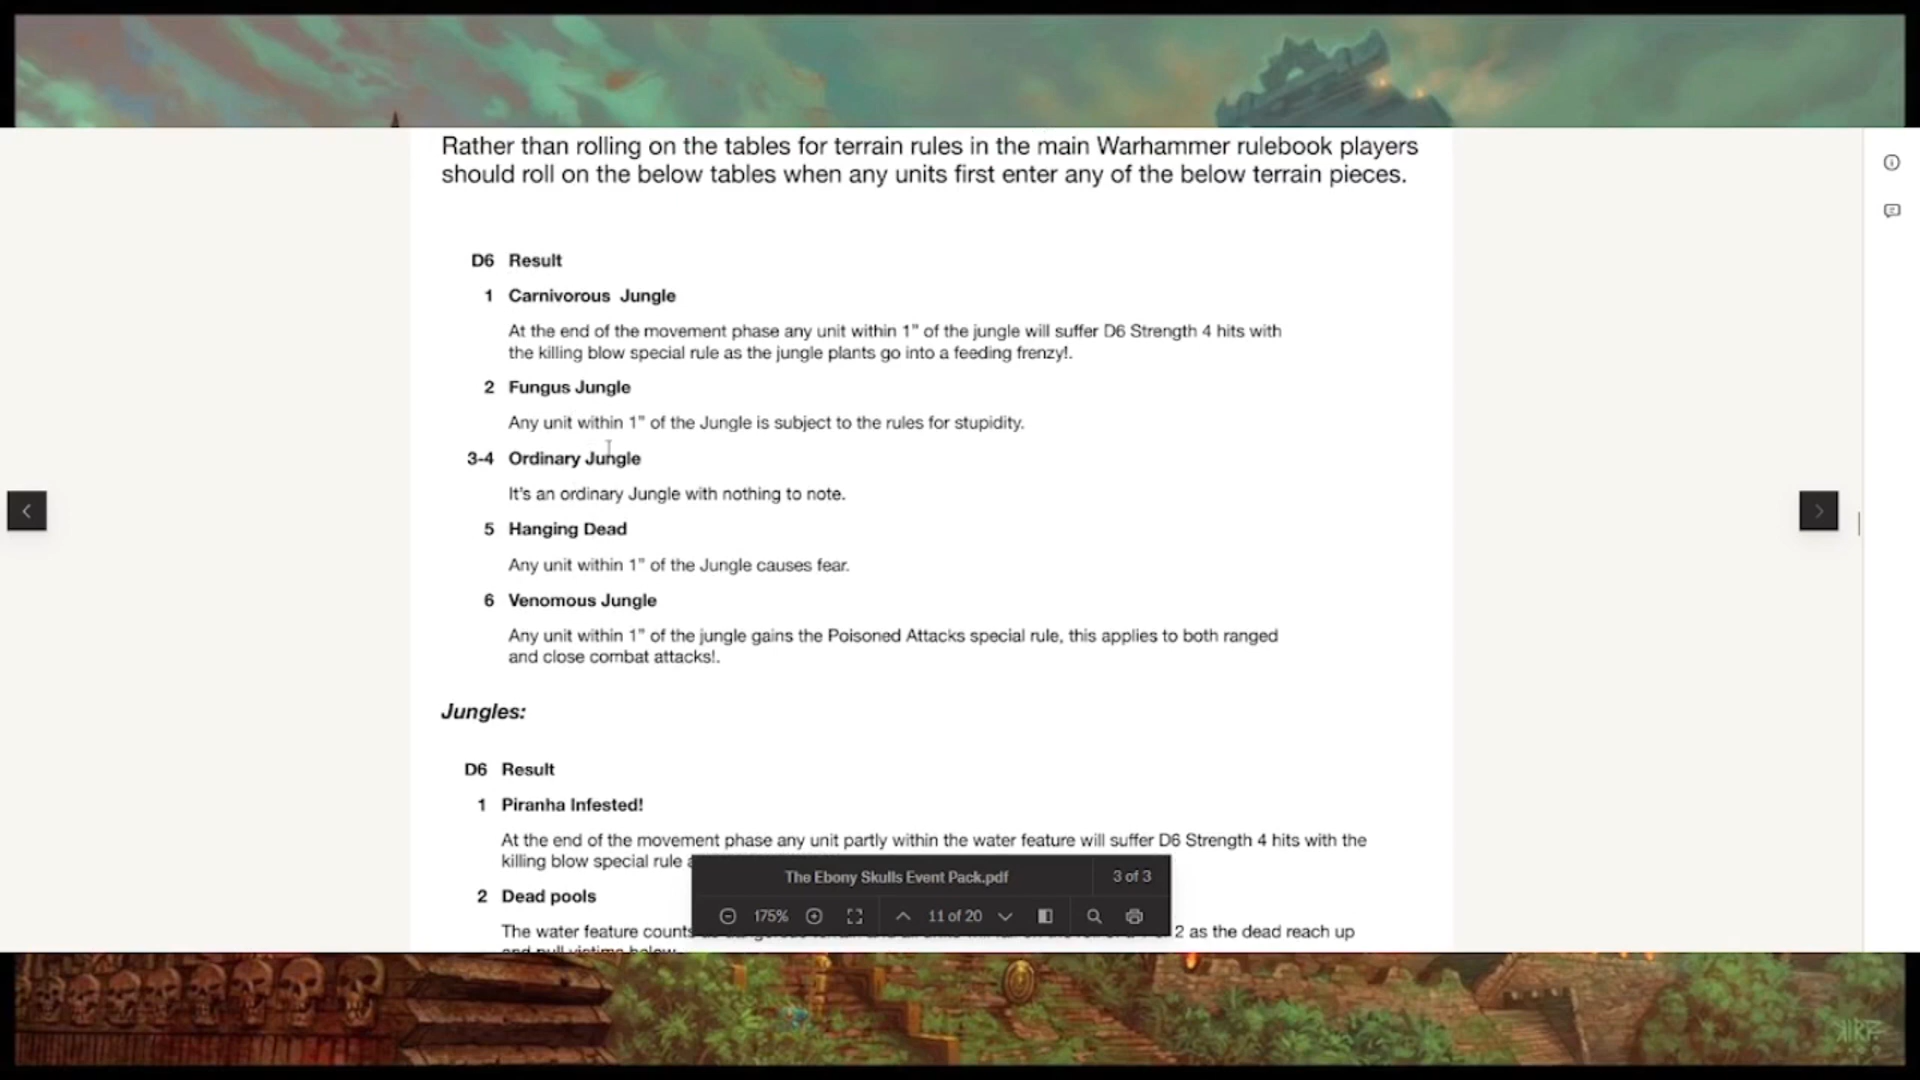 Rather than rolling on the tables for terrain rules in the main Warhammer rulebook players
should roll on the below tables when any units first enter any of the below terrain pieces.
D6 Result
1 Carnivorous Jungle
At the end of the movement phase any unit within 1" of the jungle will suffer D6 Strength 4 hits with
the killing blow special rule as the jungle plants go into a feeding frenzy!.
2 Fungus Jungle
Any unit within 1" of the Jungle is subject to the rules for stupidity.
3-4 Ordinary Jungle
It's an ordinary Jungle with nothing to note.
5 Hanging Dead
Any unit within 1" of the Jungle causes fear.
6 Venomous Jungle
Any unit within 1" of the jungle gains the Poisoned Attacks special rule, this applies to both ranged
and close combat attacks!.
Jungles:
D6 Result
1 Piranha Infested!
At the end of the movement phase any unit partly within the water feature will suffer D6 Strength 4 hits with the
killing blow special rule
2 Dead pools
The water feature counts 2 as the dead reach up
and pull victims below.
The Ebony Skulls Event Pack.pdf 3 of 3
175% 11 of 20